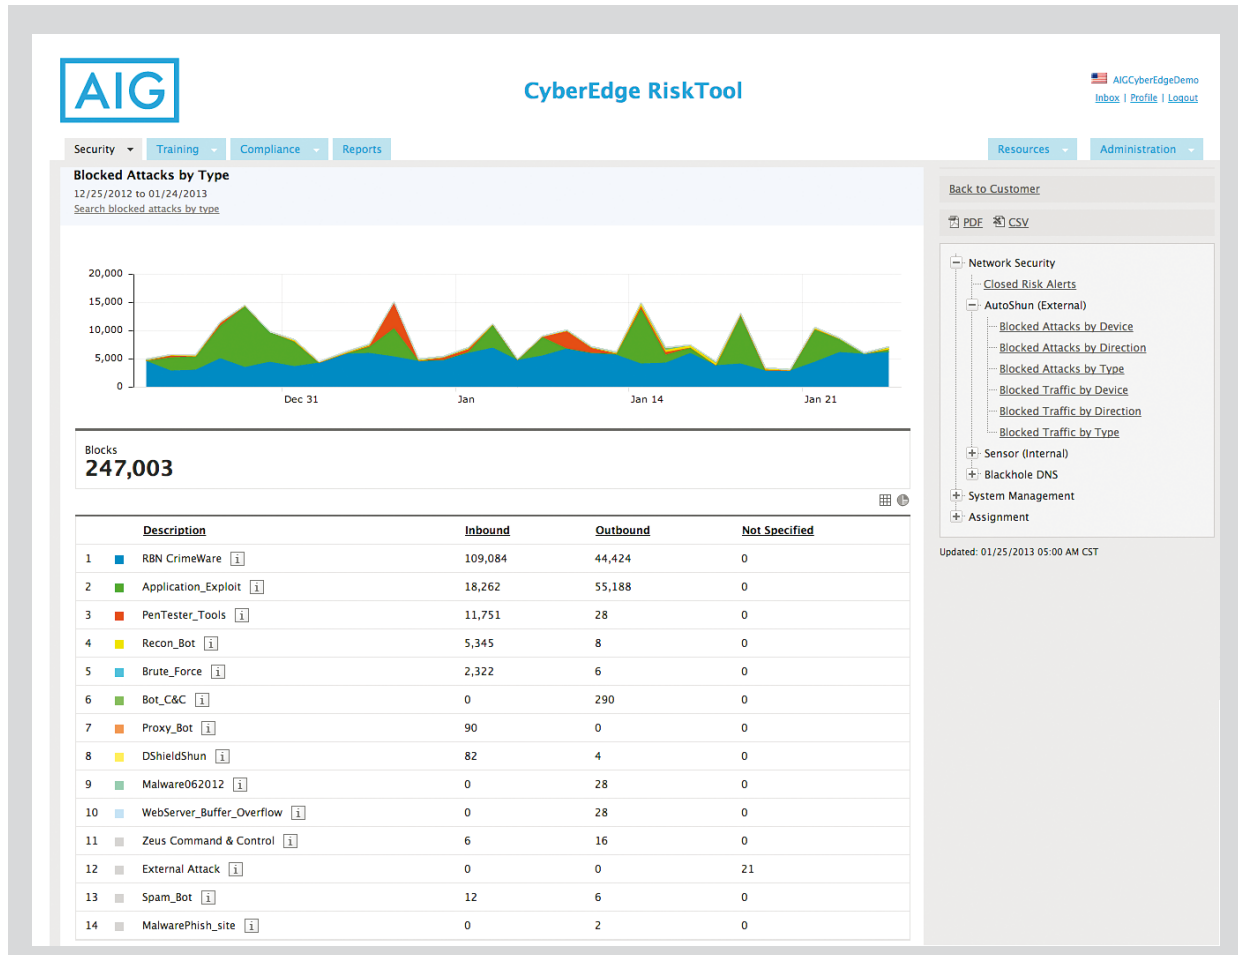 AIG
CyberEdge RiskTool
AIGCyberEdgeDemo
Inbox | Profile | Logout
Security Training Compliance Reports Resources Administration
Blocked Attacks by Type
12/25/2012 to 01/24/2013
Search blocked attacks by type
20,000
15,000
10,000
5,000
0
Dec 31 Jan Jan 14 Jan 21
Blocks
247,003
Description Inbound Outbound Not Specified
1 RBN CrimeWare i 109,084 44,424 0
2 Application_Exploit i 18,262 55,188 0
3 PenTester_Tools i 11,751 28 0
4 Recon_Bot i 5,345 8 0
5 Brute_Force i 2,322 6 0
6 Bot_C&C i 0 290 0
7 Proxy_Bot i 90 0 0
8 DShieldShun i 82 4 0
9 Malware062012 i 0 28 0
10 WebServer_Buffer_Overflow i 0 28 0
11 Zeus Command & Control i 6 16 0
12 External Attack i 0 0 21
13 Spam_Bot i 12 6 0
14 MalwarePhish_site i 0 2 0
Back to Customer
PDF CSV
Network Security
Closed Risk Alerts
AutoShun (External)
Blocked Attacks by Device
Blocked Attacks by Direction
Blocked Attacks by Type
Blocked Traffic by Device
Blocked Traffic by Direction
Blocked Traffic by Type
Sensor (Internal)
Blackhole DNS
System Management
Assignment
Updated: 01/25/2013 05:00 AM CST